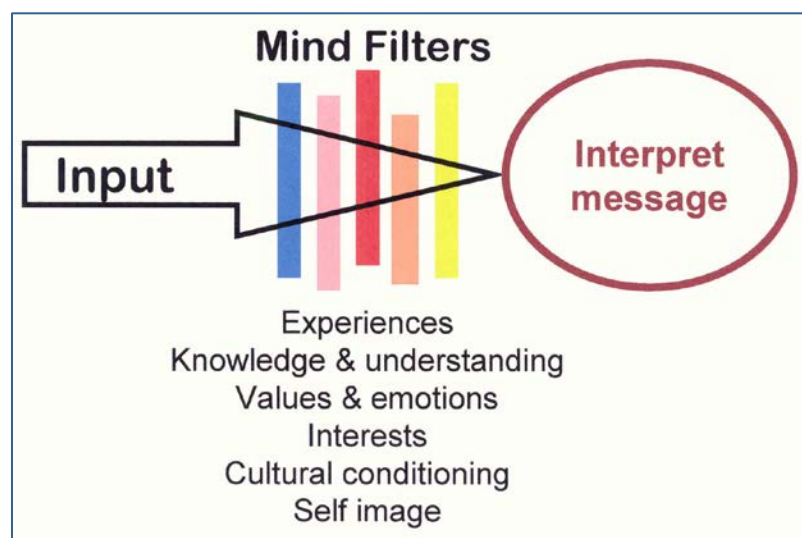 Mind Filters
Input
Interpret
message
Experiences
Knowledge & understanding
Values & emotions
Interests
Cultural conditioning
Self image